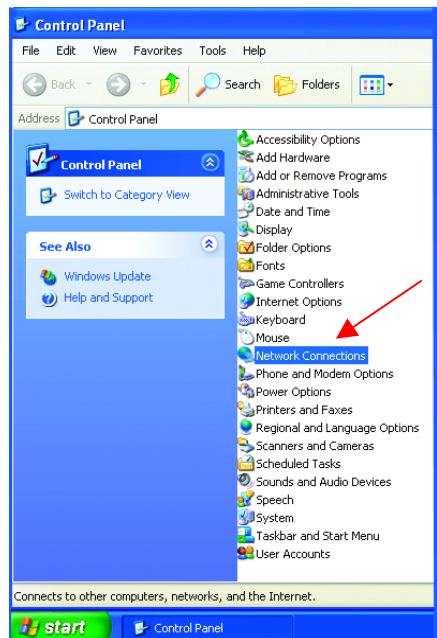 Control Panel
File Edit View Favorites Tools Help
Back Search Folders
Address Control Panel
Control Panel
Switch to Category View
See Also
Windows Update
Help and Support
Accessibility Options
Add Hardware
Add or Remove Programs
Administrative Tools
Date and Time
Display
Folder Options
Fonts
Game Controllers
Internet Options
Keyboard
Mouse
Network Connections
Phone and Modem Options
Power Options
Printers and Faxes
Regional and Language Options
Scanners and Cameras
Scheduled Tasks
Sounds and Audio Devices
Speech
System
Taskbar and Start Menu
User Accounts
Connects to other computers, networks, and the Internet.
start Control Panel